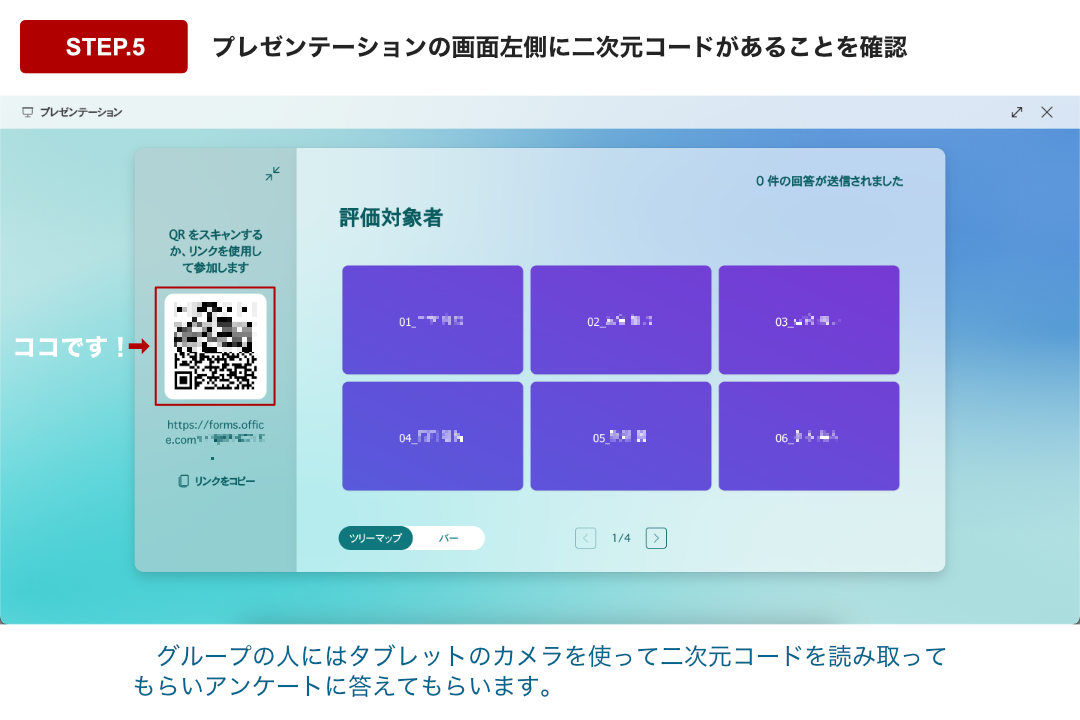 STEP.5
プレゼンテーションの画面左側に二次元コードがあることを確認
プレゼンテーション
0 件の回答が送信されました
評価対象者
QR をスキャンする
か、リンクを使用し
て参加します
ココです！
https://forms.offic
e.com
リンクをコピー
01_
02_
03_
04_
05_
06_
ツリーマップ
バー
1/4
グループの人にはタブレットのカメラを使って二次元コードを読み取って
もらいアンケートに答えてもらいます。